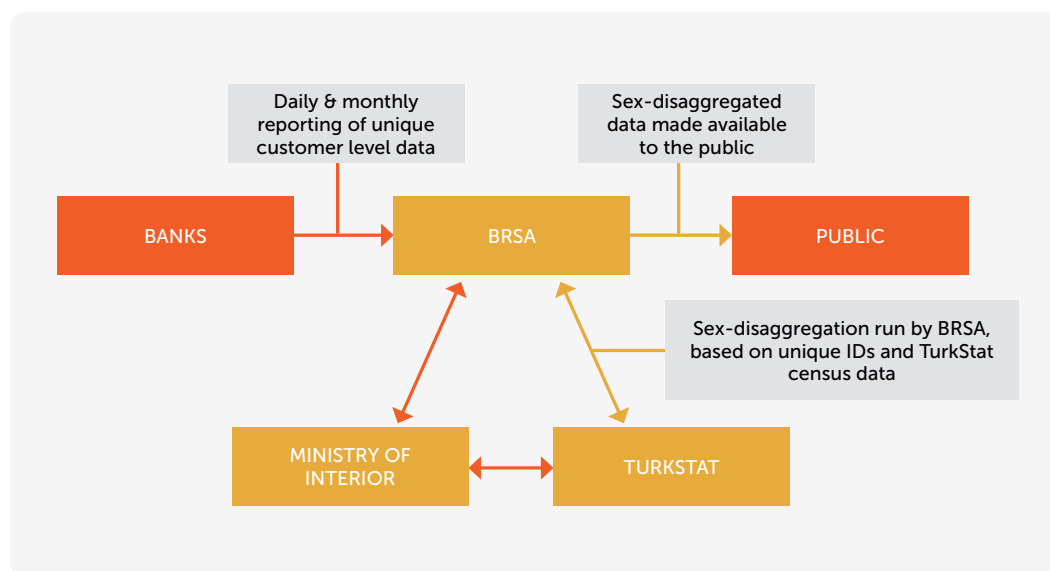 Daily & monthly
reporting of unique
customer level data
Sex-disaggregated
data made available
to the public
BANKS
BRSA
PUBLIC
Sex-disaggregation run by BRSA,
based on unique IDs and TurkStat
census data
MINISTRY OF
INTERIOR
TURKSTAT